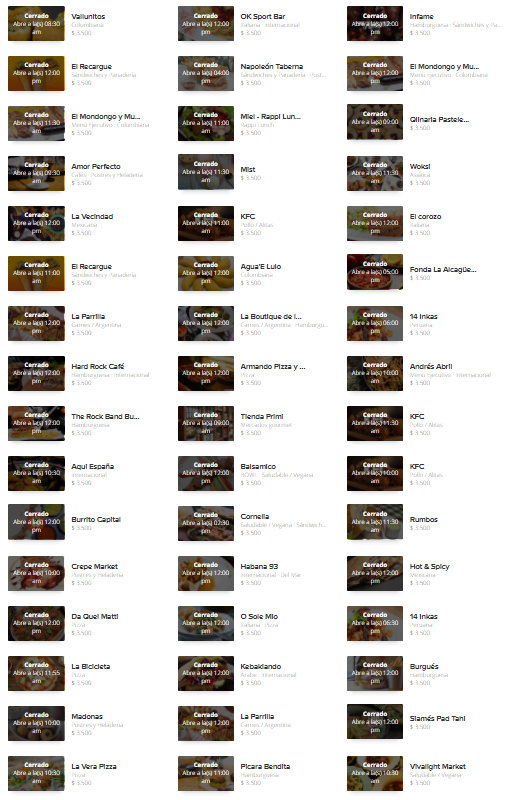 Cerrado
Abre a la(s) 08:30
am
Vallunitos
Colombiana
$ 3.500
Cerrado
Abre a la(s) 12:00
pm
OK Sport Bar
Italiana · Internacional
$ 3.500
Cerrado
Abre a la(s) 12:00
pm
Infame
Hamburguesa · Sándwiches y Pa...
$ 3.500
Cerrado
Abre a la(s) 12:00
pm
El Recargue
Sándwiches y Panadería
$ 3.500
Cerrado
Abre a la(s) 04:00
pm
Napoleón Taberna
Sándwiches y Panadería · Post...
$ 3.500
Cerrado
Abre a la(s) 12:00
pm
El Mondongo y Mu...
Menú Ejecutivo · Colombiana
$ 3.500
Cerrado
Abre a la(s) 11:30
am
El Mondongo y Mu...
Menú Ejecutivo · Colombiana
$ 3.500
Cerrado
Abre a la(s) 11:00
am
Miel - Rappi Lun...
Rappi Lunch
$ 3.500
Cerrado
Abre a la(s) 09:00
am
Qlinaria Pastele...
$ 3.500
Cerrado
Abre a la(s) 09:30
am
Amor Perfecto
Cafés · Postres y Heladería
$ 3.500
Cerrado
Abre a la(s) 11:30
am
Mist
$ 3.500
Cerrado
Abre a la(s) 11:30
am
Woks!
Asiática
$ 3.500
Cerrado
Abre a la(s) 12:00
pm
La Vecindad
Mexicana
$ 3.500
Cerrado
Abre a la(s) 11:00
am
KFC
Pollo / Alitas
$ 3.500
Cerrado
Abre a la(s) 12:00
pm
El corozo
Italiana
$ 3.500
Cerrado
Abre a la(s) 11:00
am
El Recargue
Sándwiches y Panadería
$ 3.500
Cerrado
Abre a la(s) 12:00
pm
Agua'E Lulo
Colombiana
$ 3.500
Cerrado
Abre a la(s) 05:00
pm
Fonda La Alcagüe...
$ 3.500
Cerrado
Abre a la(s) 12:00
pm
La Parrilla
Carnes / Argentina
$ 3.500
Cerrado
Abre a la(s) 12:00
pm
La Boutique de l...
Carnes / Argentina · Hamburgu...
$ 3.500
Cerrado
Abre a la(s) 06:00
pm
14 Inkas
Peruana
$ 3.500
Cerrado
Abre a la(s) 12:00
pm
Hard Rock Café
Hamburguesa · Internacional
$ 3.500
Cerrado
Abre a la(s) 12:00
pm
Armando Pizza y ...
Pizza
$ 3.500
Cerrado
Abre a la(s) 10:00
am
Andrés Abril
Menú Ejecutivo · Internacional
$ 3.500
Cerrado
Abre a la(s) 12:00
pm
The Rock Band Bu...
Hamburguesa
$ 3.500
Cerrado
Abre a la(s) 09:00
am
Tienda Primi
Mercados gourmet
$ 3.500
Cerrado
Abre a la(s) 11:30
am
KFC
Pollo / Alitas
$ 3.500
Cerrado
Abre a la(s) 10:30
am
Aquí España
Internacional
$ 3.500
Cerrado
Abre a la(s) 12:00
pm
Balsamico
BOWL · Saludable / Vegana
$ 3.500
Cerrado
Abre a la(s) 10:00
am
KFC
Pollo / Alitas
$ 3.500
Cerrado
Abre a la(s) 12:00
pm
Burrito Capital
$ 3.500
Cerrado
Abre a la(s) 02:30
pm
Cornelia
Saludable / Vegana · Sándwich...
$ 3.500
Cerrado
Abre a la(s) 11:30
am
Rumbos
$ 3.500
Cerrado
Abre a la(s) 10:00
am
Crepe Market
Postres y Heladería
$ 3.500
Cerrado
Abre a la(s) 12:00
pm
Habana 93
Internacional · Del Mar
$ 3.500
Cerrado
Abre a la(s) 12:00
pm
Hot & Spicy
Mexicana
$ 3.500
Cerrado
Abre a la(s) 12:00
pm
Da Quei Matti
Pizza
$ 3.500
Cerrado
Abre a la(s) 12:00
pm
O Sole Mio
Italiana · Pizza
$ 3.500
Cerrado
Abre a la(s) 06:30
pm
14 Inkas
Peruana
$ 3.500
Cerrado
Abre a la(s) 11:55
am
La Bicicleta
Pizza
$ 3.500
Cerrado
Abre a la(s) 12:00
pm
Kebabiando
Árabe · Internacional
$ 3.500
Cerrado
Abre a la(s) 12:00
pm
Burgués
Hamburguesa
$ 3.500
Cerrado
Abre a la(s) 10:00
am
Madonas
Postres y Heladería
$ 3.500
Cerrado
Abre a la(s) 12:00
pm
La Parrilla
Carnes / Argentina
$ 3.500
Cerrado
Abre a la(s) 12:00
pm
Siamés Pad Tahi
$ 3.500
Cerrado
Abre a la(s) 10:30
am
La Vera Pizza
Pizza
$ 3.500
Cerrado
Abre a la(s) 11:00
am
Pícara Bendita
Hamburguesa
$ 3.500
Cerrado
Abre a la(s) 10:30
am
Vivalight Market
Saludable / Vegana
$ 3.500